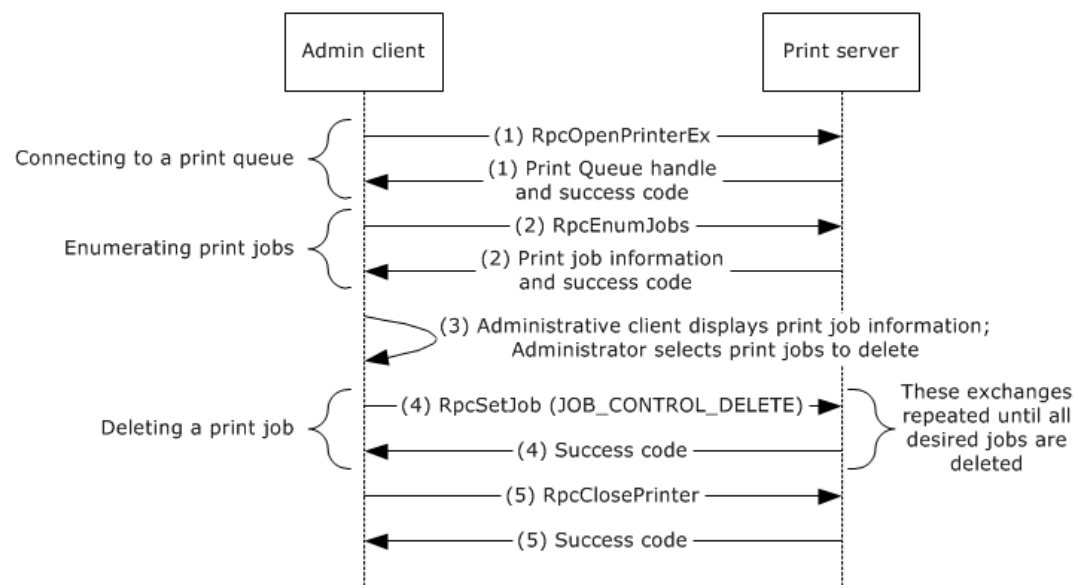 Admin client
Print server
Connecting to a print queue
(1) RpcOpenPrinterEx
(1) Print Queue handle
and success code
Enumerating print jobs
(2) RpcEnumJobs
(2) Print job information
and success code
(3) Administrative client displays print job information;
Administrator selects print jobs to delete
Deleting a print job
(4) RpcSetJob (JOB_CONTROL_DELETE)
(4) Success code
These exchanges
repeated until all
desired jobs are
deleted
(5) RpcClosePrinter
(5) Success code